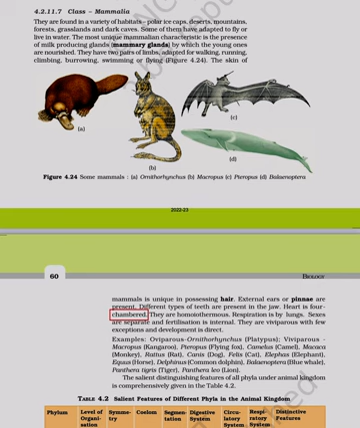 4.2.11.7 Class – Mammalia
They are found in a variety of habitats – polar ice caps, deserts, mountains,
forests, grasslands and dark caves. Some of them have adapted to fly or
live in water. The most unique mammalian characteristic is the presence
of milk producing glands (mammary glands) by which the young ones
are nourished. They have two pairs of limbs, adapted for walking, running,
climbing, burrowing, swimming or flying (Figure 4.24). The skin of
(a)
(b)
(c)
(d)
Figure 4.24 Some mammals : (a) Ornithorhynchus (b) Macropus (c) Pteropus (d) Balaenoptera
2022-23
60
BIOLOGY
mammals is unique in possessing hair. External ears or pinnae are
present. Different types of teeth are present in the jaw. Heart is four-
chambered. They are homoiothermous. Respiration is by lungs. Sexes
are separate and fertilisation is internal. They are viviparous with few
exceptions and development is direct.
Examples: Oviparous-Ornithorhynchus (Platypus); Viviparous -
Macropus (Kangaroo), Pteropus (Flying fox), Camelus (Camel), Macaca
(Monkey), Rattus (Rat), Canis (Dog), Felis (Cat), Elephas (Elephant),
Equus (Horse), Delphinus (Common dolphin), Balaenoptera (Blue whale),
Panthera tigris (Tiger), Panthera leo (Lion).
The salient distinguishing features of all phyla under animal kingdom
is comprehensively given in the Table 4.2.
TABLE 4.2 Salient Features of Different Phyla in the Animal Kingdom
Phylum Level of Symme- Coelom Segmen- Digestive Circu- Respi- Distinctive
Organi- try tation System latory ratory Features
sation System System